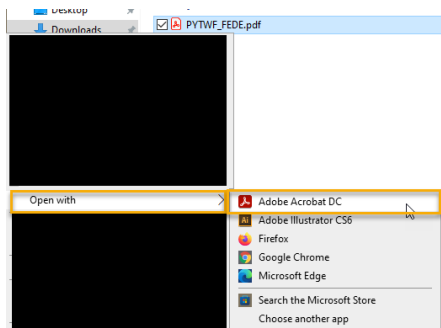 Desktop
Downloads
PYTWF_FEDE.pdf
Open with
Adobe Acrobat DC
Adobe Illustrator CS6
Firefox
Google Chrome
Microsoft Edge
Search the Microsoft Store
Choose another app